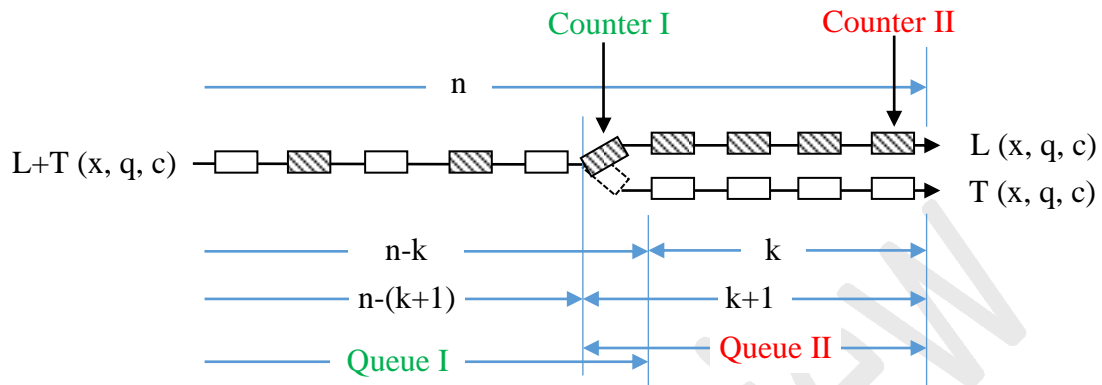 Counter I
Counter II
n
L+T (x, q, c)
L (x, q, c)
T (x, q, c)
n-k
k
n-(k+1)
k+1
Queue I
Queue II